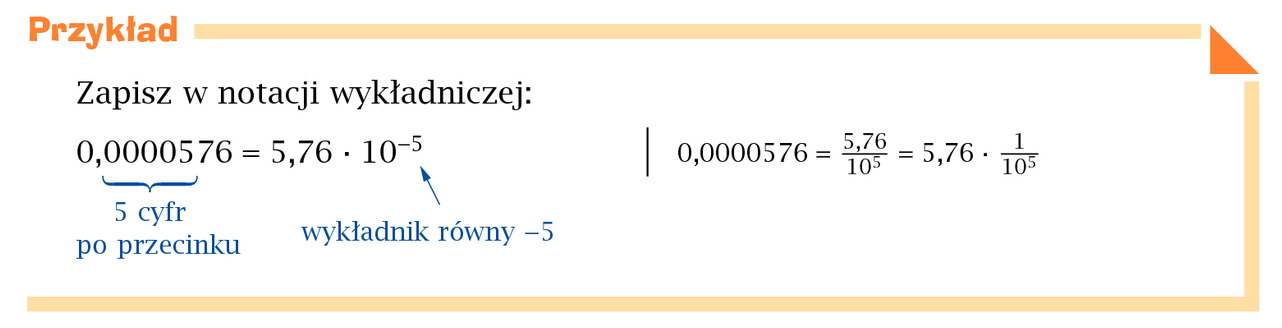 Przykład
Zapisz w notacji wykładniczej:
0,0000576 = 5,76 · 10⁻⁵
5 cyfr
po przecinku
wykładnik równy –5
0,0000576 = 5,76/10⁵ = 5,76 · 1/10⁵